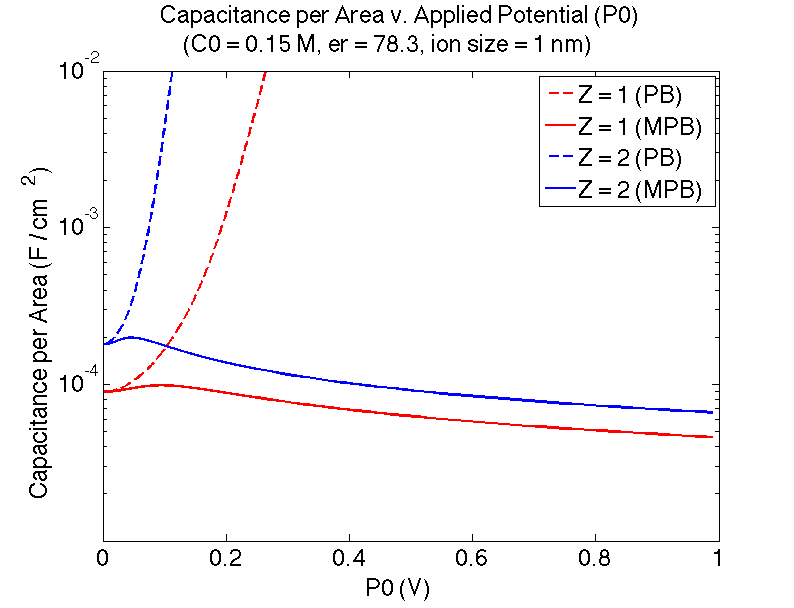 Capacitance per Area v. Applied Potential (P0)
(C0 = 0.15 M, er = 78.3, ion size = 1 nm)
Capacitance per Area (F / cm ²)
10⁻²
10⁻³
10⁻⁴
Z = 1 (PB)
Z = 1 (MPB)
Z = 2 (PB)
Z = 2 (MPB)
0 0.2 0.4 0.6 0.8 1
P0 (V)